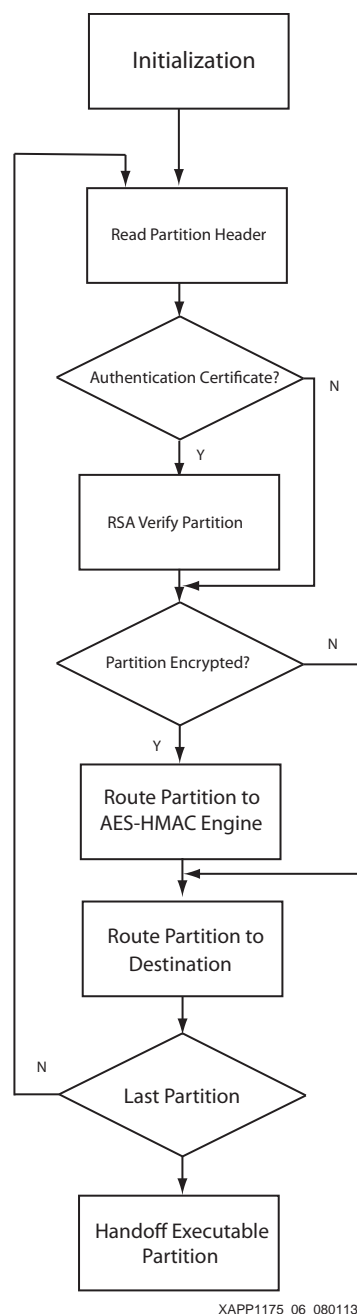 Initialization
Read Partition Header
Authentication Certificate?
N
Y
RSA Verify Partition
Partition Encrypted?
N
Y
Route Partition to
AES-HMAC Engine
Route Partition to
Destination
N
Last Partition
Handoff Executable
Partition
XAPP1175_06_080113